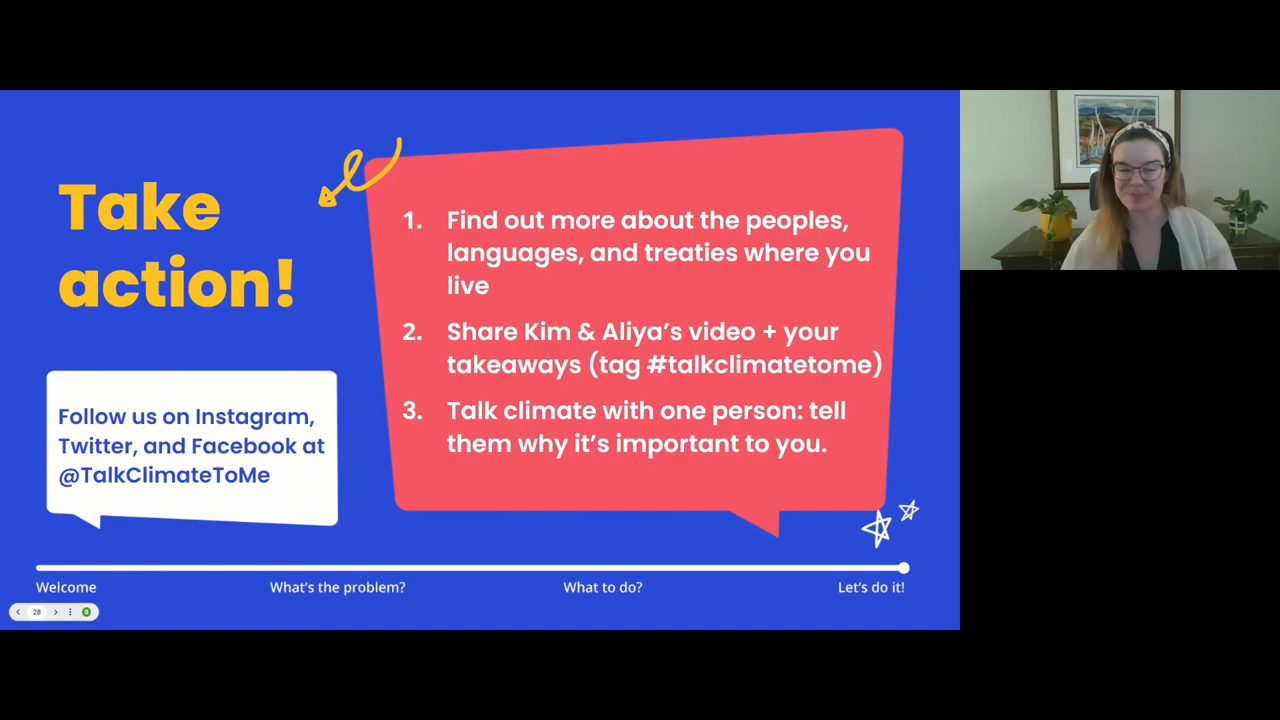 Take
action!
1. Find out more about the peoples,
languages, and treaties where you
live
2. Share Kim & Aliya's video + your
takeaways (tag #talkclimatetome)
3. Talk climate with one person: tell
them why it's important to you.
Follow us on Instagram,
Twitter, and Facebook at
@TalkClimateToMe
Welcome
What's the problem?
What to do?
Let's do it!
28